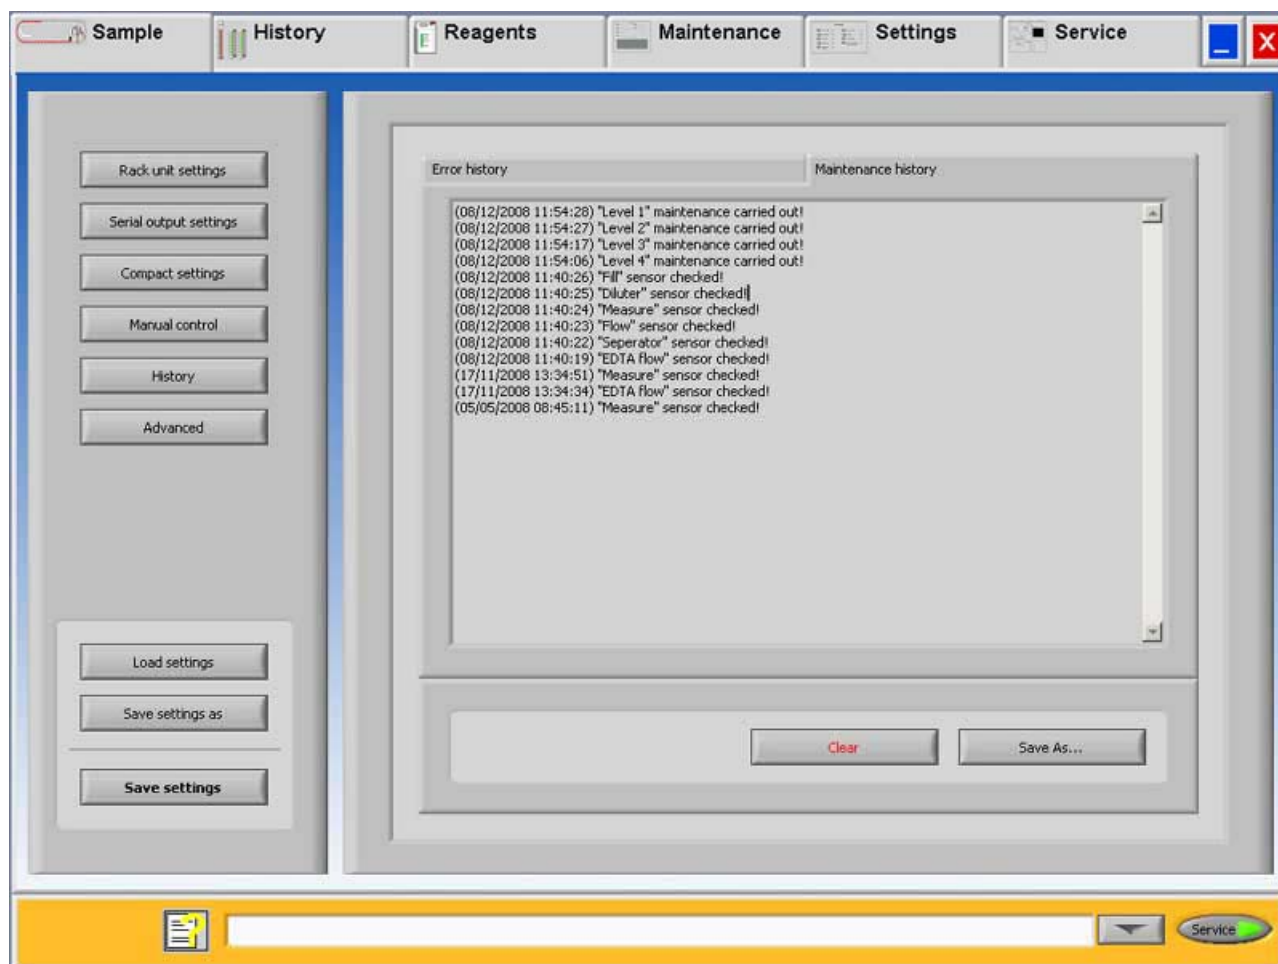 Sample
History
Reagents
Maintenance
Settings
Service
Rack unit settings
Serial output settings
Compact settings
Manual control
History
Advanced
Load settings
Save settings as
Save settings
Error history
Maintenance history
(08/12/2008 11:54:28) "Level 1" maintenance carried out!
(08/12/2008 11:54:27) "Level 2" maintenance carried out!
(08/12/2008 11:54:17) "Level 3" maintenance carried out!
(08/12/2008 11:54:06) "Level 4" maintenance carried out!
(08/12/2008 11:40:26) "Fill" sensor checked!
(08/12/2008 11:40:25) "Diluter" sensor checked!
(08/12/2008 11:40:24) "Measure" sensor checked!
(08/12/2008 11:40:23) "Flow" sensor checked!
(08/12/2008 11:40:22) "Seperator" sensor checked!
(08/12/2008 11:40:19) "EDTA flow" sensor checked!
(17/11/2008 13:34:51) "Measure" sensor checked!
(17/11/2008 13:34:34) "EDTA flow" sensor checked!
(05/05/2008 08:45:11) "Measure" sensor checked!
Clear
Save As...
Service